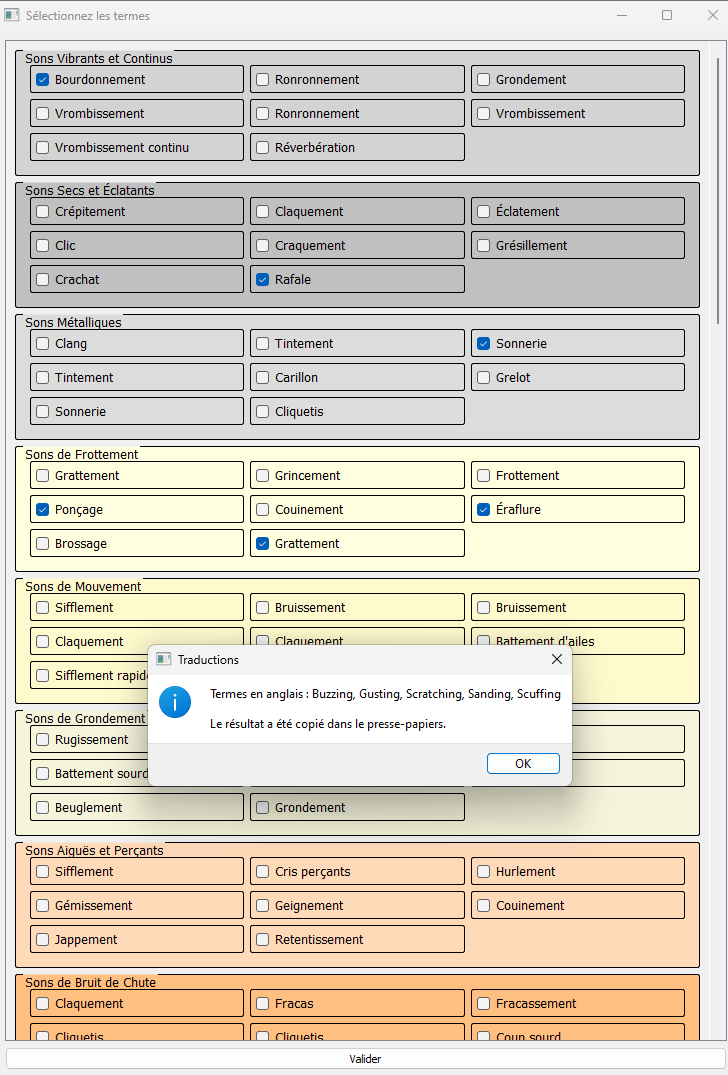 Sélectionnez les termes
Sons Vibrants et Continus
Bourdonnement Ronronnement Grondement
Vrombissement Ronronnement Vrombissement
Vrombissement continu Réverbération
Sons Secs et Éclatants
Crépitement Claquement Éclatement
Clic Craquement Grésillement
Crachat Rafale
Sons Métalliques
Clang Tintement Sonnerie
Tintement Carillon Grelot
Sonnerie Cliquetis
Sons de Frottement
Grattement Grincement Frottement
Ponçage Couinement Éraflure
Brossage Grattement
Sons de Mouvement
Sifflement Bruissement Bruissement
Claquement Claquement Battement d'ailes
Sifflement rapide
Traductions
Termes en anglais : Buzzing, Gusting, Scratching, Sanding, Scuffing
Le résultat a été copié dans le presse-papiers.
OK
Sons de Grondement
Rugissement
Battement sourd
Beuglement Grondement
Sons Aiguës et Perçants
Sifflement Cris perçants Hurlement
Gémissement Geignement Couinement
Jappement Retentissement
Sons de Bruit de Chute
Claquement Fracas Fracassement
Cliquetis Cliquetis Coup sourd
Valider